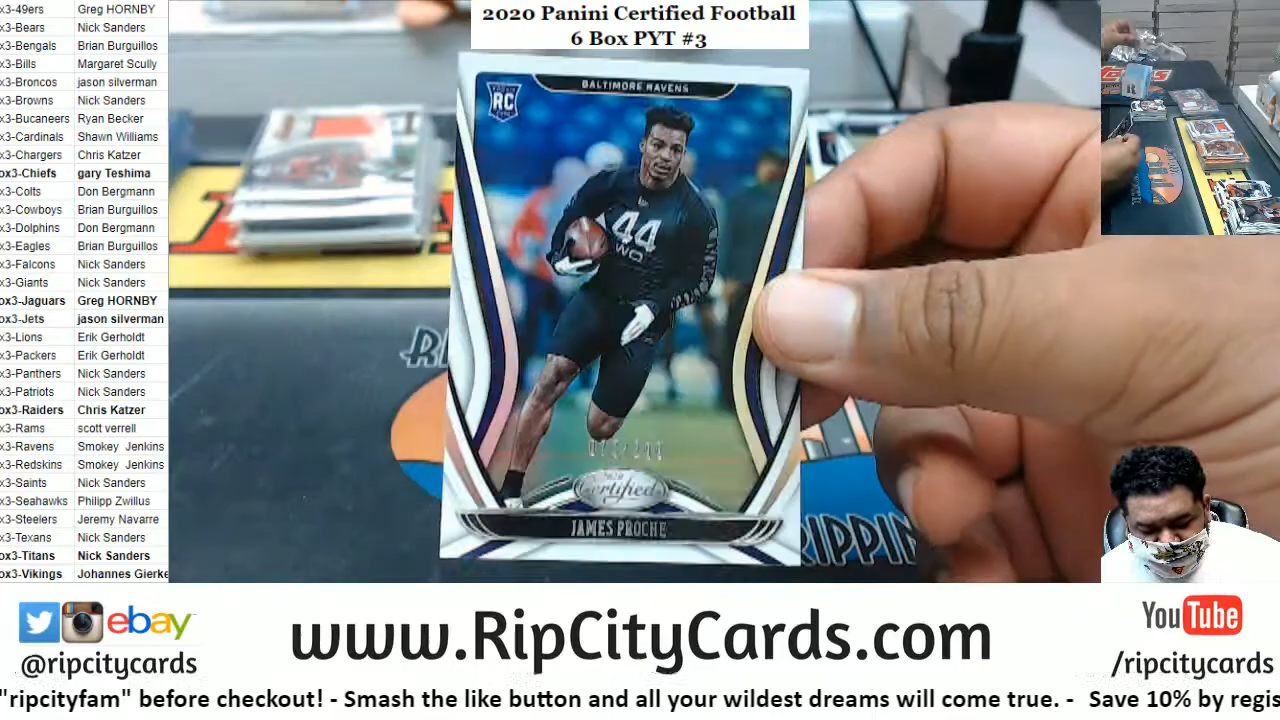 2020 Panini Certified Football
6 Box PYT #3
x3-49ers Greg HORNBY
x3-Bears Nick Sanders
x3-Bengals Brian Burguillos
x3-Bills Margaret Scully
x3-Broncos jason silverman
x3-Browns Nick Sanders
x3-Bucaneers Ryan Becker
x3-Cardinals Shawn Williams
x3-Chargers Chris Katzer
ox3-Chiefs gary Teshima
x3-Colts Don Bergmann
x3-Cowboys Brian Burguillos
x3-Dolphins Don Bergmann
x3-Eagles Brian Burguillos
x3-Falcons Nick Sanders
x3-Giants Nick Sanders
ox3-Jaguars Greg HORNBY
ox3-Jets jason silverman
x3-Lions Erik Gerholdt
x3-Packers Erik Gerholdt
x3-Panthers Nick Sanders
x3-Patriots Nick Sanders
ox3-Raiders Chris Katzer
x3-Rams scott verrell
x3-Ravens Smokey Jenkins
x3-Redskins Smokey Jenkins
x3-Saints Nick Sanders
x3-Seahawks Philipp Zwillus
x3-Steelers Jeremy Navarre
x3-Texans Nick Sanders
ox3-Titans Nick Sanders
ox3-Vikings Johannes Gierke
BALTIMORE RAVENS
RC
44
WO
Certified
JAMES PROCHE
RIPPIN
ebay
@ripcitycards
www.RipCityCards.com
YouTube
/ripcitycards
"ripcityfam" before checkout! - Smash the like button and all your wildest dreams will come true. - Save 10% by regis